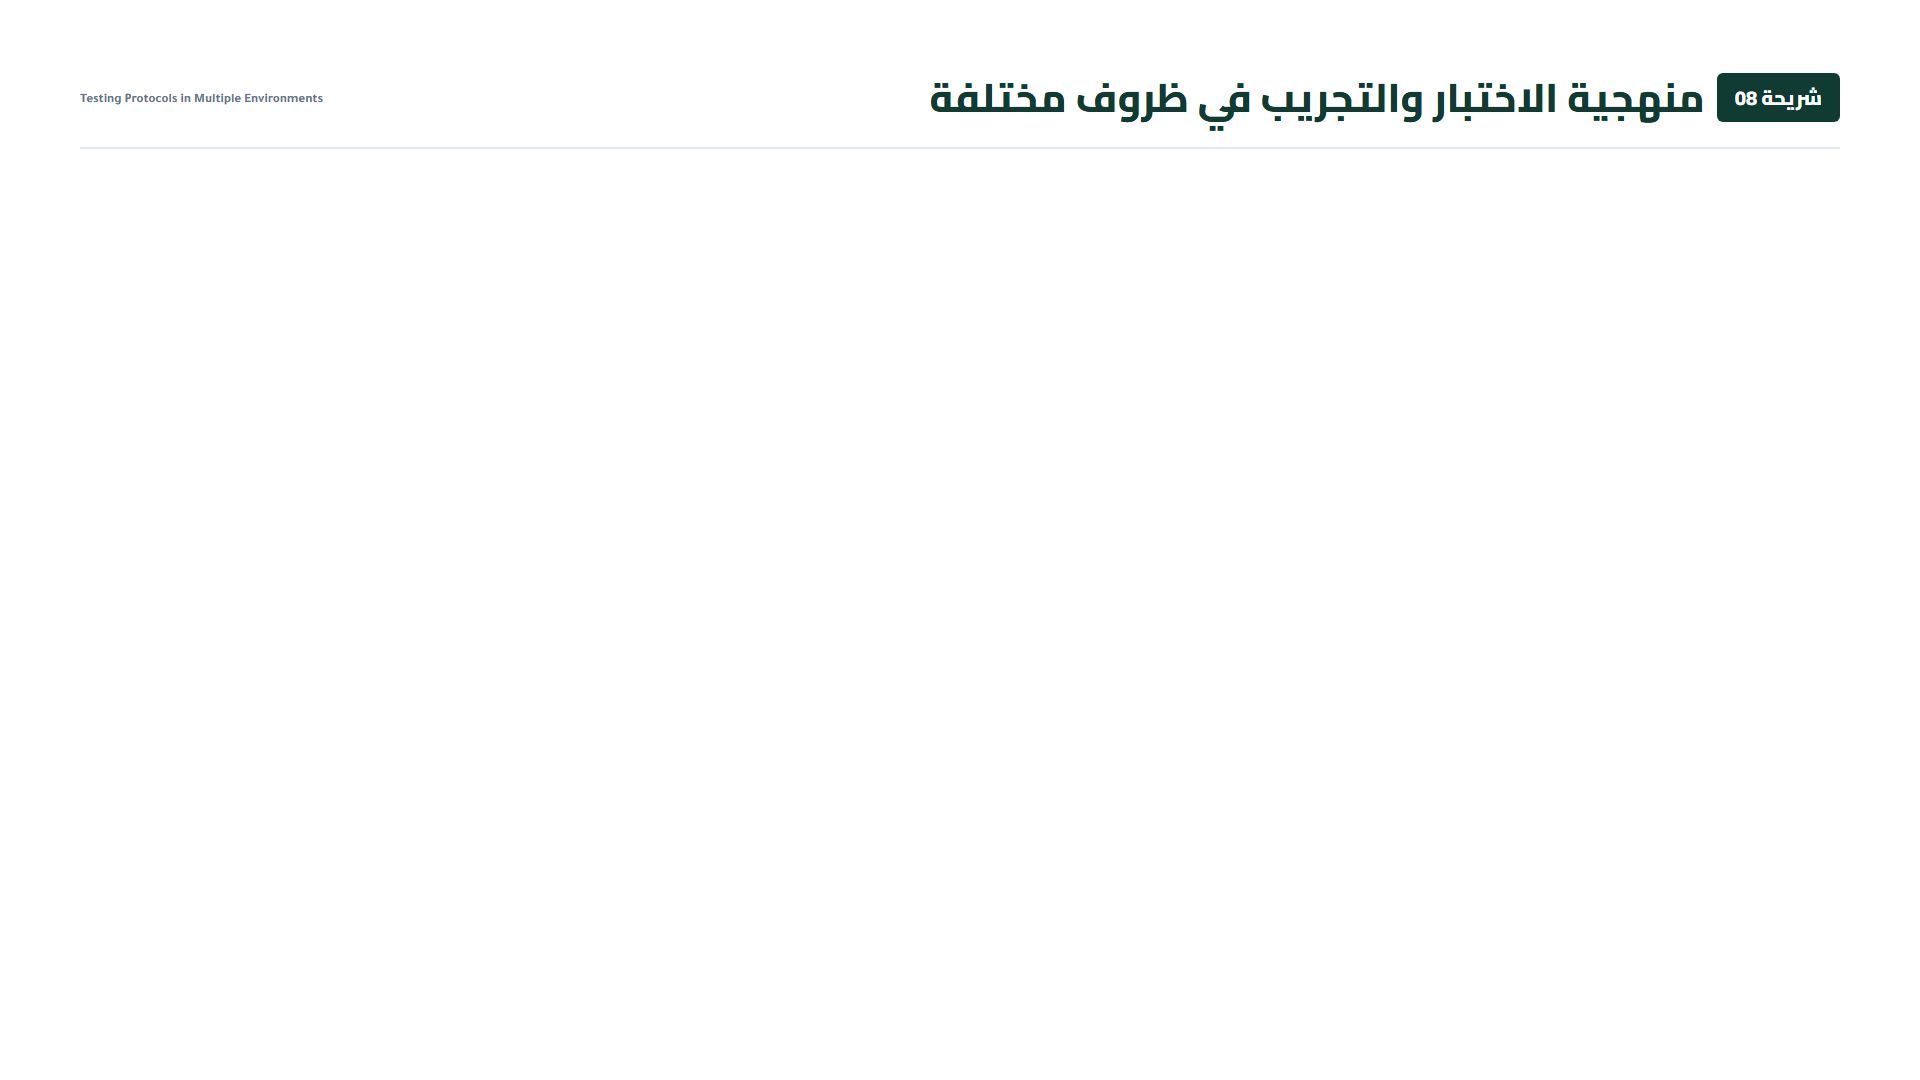 شريحة 08
منهجية الاختبار والتجريب في ظروف مختلفة
Testing Protocols in Multiple Environments